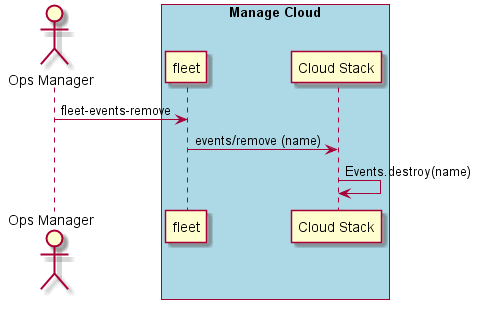 Manage Cloud
Ops Manager
fleet
Cloud Stack
fleet-events-remove
events/remove (name)
Events.destroy(name)
Ops Manager
fleet
Cloud Stack